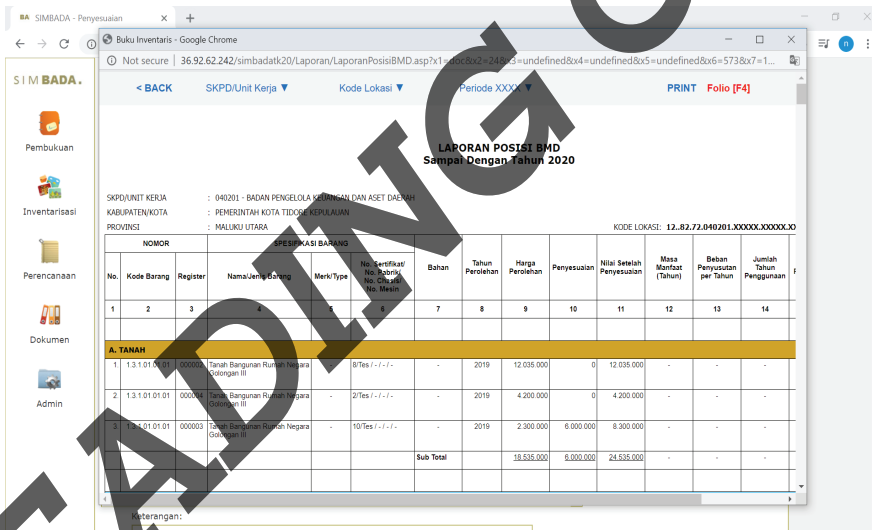 BA SIMBADA - Penyesuaian
Buku Inventaris - Google Chrome
Not secure 36.92.62.242/simbadatk20/Laporan/LaporanPosisiBMD.asp?x1=doc&x2=24&x3=undefined&x4=undefined&x5=undefined&x6=573&x7=1...
n
SIMBADA.
< BACK SKPD/Unit Kerja ▼ Kode Lokasi ▼ Periode XXXX ▼ PRINT Folio [F4]
Pembukuan
Inventarisasi
Perencanaan
Dokumen
Admin
LAPORAN POSISI BMD
Sampai Dengan Tahun 2020
SKPD/UNIT KERJA : 040201 - BADAN PENGELOLA KEUANGAN DAN ASET DAERAH
KABUPATEN/KOTA : PEMERINTAH KOTA TIDORE KEPULAUAN
PROVINSI : MALUKU UTARA KODE LOKASI: 12..82.72.040201.XXXXX.XXXXX.XX
NOMOR SPESIFIKASI BARANG
No. Kode Barang Register Nama/Jenis Barang Merk/Type No. Sertifikat/ No. Pabrik/ No. Chasis/ No. Mesin Bahan Tahun Perolehan Harga Perolehan Penyesuaian Nilai Setelah Penyesuaian Masa Manfaat (Tahun) Beban Penyusutan per Tahun Jumlah Tahun Penggunaan
1 2 3 4 5 6 7 8 9 10 11 12 13 14
A. TANAH
1. 1.3.1.01.01.01 000002 Tanah Bangunan Rumah Negara Golongan III - 8/Tes / - / - / - - 2019 12.035.000 0 12.035.000 - - -
2. 1.3.1.01.01.01 000004 Tanah Bangunan Rumah Negara Golongan III - 2/Tes / - / - / - - 2019 4.200.000 0 4.200.000 - - -
3. 1.3.1.01.01.01 000003 Tanah Bangunan Rumah Negara Golongan III - 10/Tes / - / - / - - 2019 2.300.000 6.000.000 8.300.000 - - -
Sub Total 18.535.000 6.000.000 24.535.000 - - -
Keterangan: